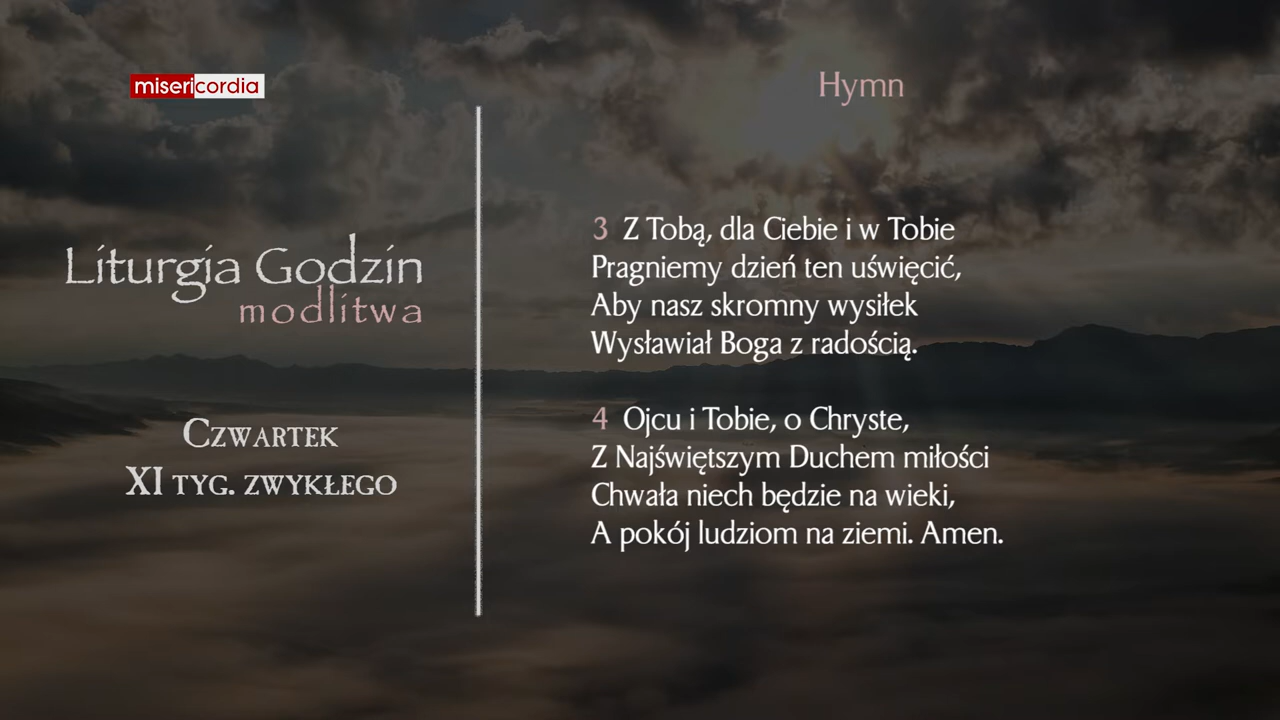 misericordia
Liturgia Godzin
modlitwa
Czwartek
XI tyg. zwykłego
Hymn
3 Z Tobą, dla Ciebie i w Tobie
Pragniemy dzień ten uświęcić,
Aby nasz skromny wysiłek
Wysławiał Boga z radością.
4 Ojcu i Tobie, o Chryste,
Z Najświętszym Duchem miłości
Chwała niech będzie na wieki,
A pokój ludziom na ziemi. Amen.